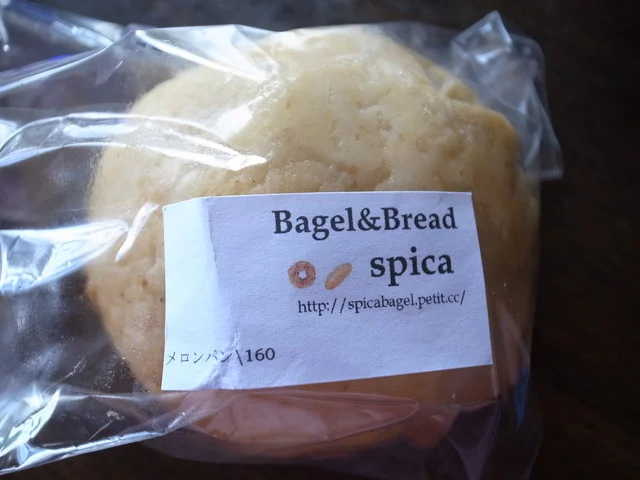 Bagel&Bread
spica
http://spicabagel.petit.cc/
メロンパン\160